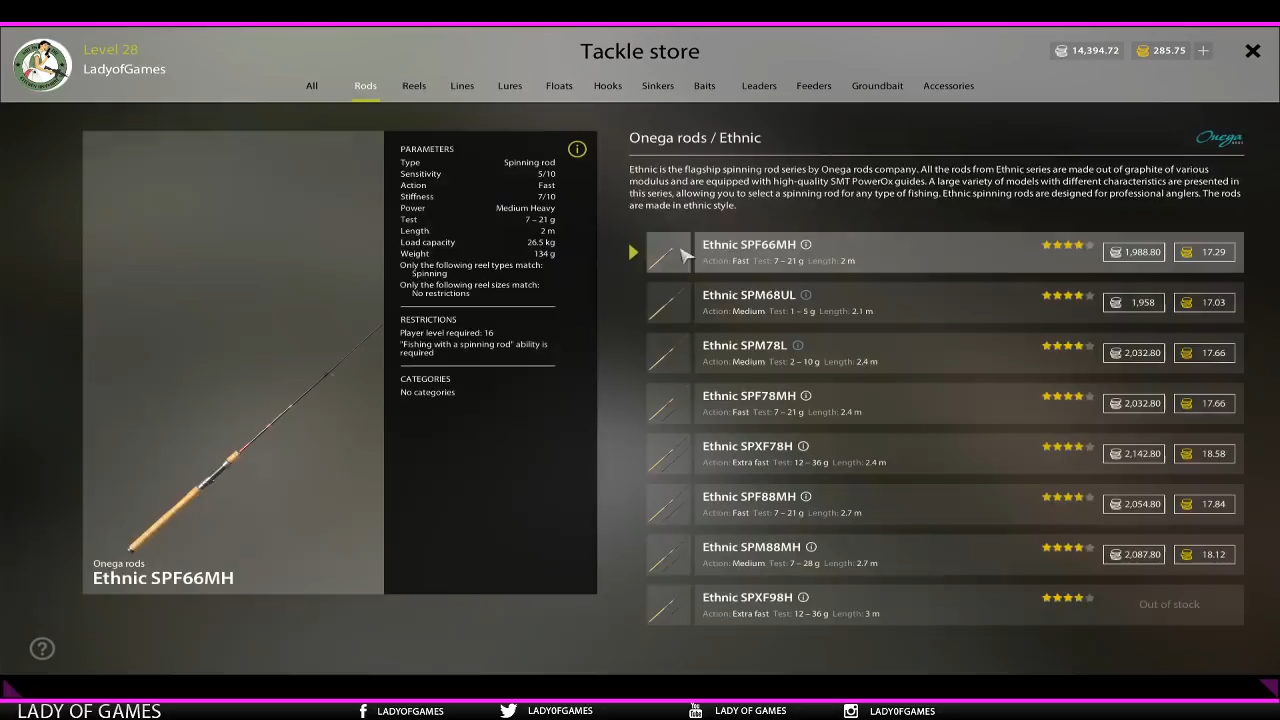 Level 28
LadyofGames
Tackle store
14,394.72
285.75
All Rods Reels Lines Lures Floats Hooks Sinkers Baits Leaders Feeders Groundbait Accessories
PARAMETERS
Type Spinning rod
Sensitivity 5/10
Action Fast
Stiffness 7/10
Power Medium Heavy
Test 7 – 21 g
Length 2 m
Load capacity 26.5 kg
Weight 134 g
Only the following reel types match:
Spinning
Only the following reel sizes match:
No restrictions
RESTRICTIONS
Player level required: 16
"Fishing with a spinning rod" ability is
required
CATEGORIES
No categories
Onega rods
Ethnic SPF66MH
Onega rods / Ethnic
Onega
Ethnic is the flagship spinning rod series by Onega rods company. All the rods from Ethnic series are made out of graphite of various
modulus and are equipped with high-quality SMT PowerOx guides. A large variety of models with different characteristics are presented in
this series, allowing you to select a spinning rod for any type of fishing. Ethnic spinning rods are designed for professional anglers. The rods
are made in ethnic style.
Ethnic SPF66MH
Action: Fast Test: 7 – 21 g Length: 2 m
1,988.80 17.29
Ethnic SPM68UL
Action: Medium Test: 1 – 5 g Length: 2.1 m
1,958 17.03
Ethnic SPM78L
Action: Medium Test: 2 – 10 g Length: 2.4 m
2,032.80 17.66
Ethnic SPF78MH
Action: Fast Test: 7 – 21 g Length: 2.4 m
2,032.80 17.66
Ethnic SPXF78H
Action: Extra fast Test: 12 – 36 g Length: 2.4 m
2,142.80 18.58
Ethnic SPF88MH
Action: Fast Test: 7 – 21 g Length: 2.7 m
2,054.80 17.84
Ethnic SPM88MH
Action: Medium Test: 7 – 28 g Length: 2.7 m
2,087.80 18.12
Ethnic SPXF98H
Action: Extra fast Test: 12 – 36 g Length: 3 m
Out of stock
?
LADY OF GAMES
LADYOFGAMES
LADY0FGAMES
LADY OF GAMES
LADY0FGAMES